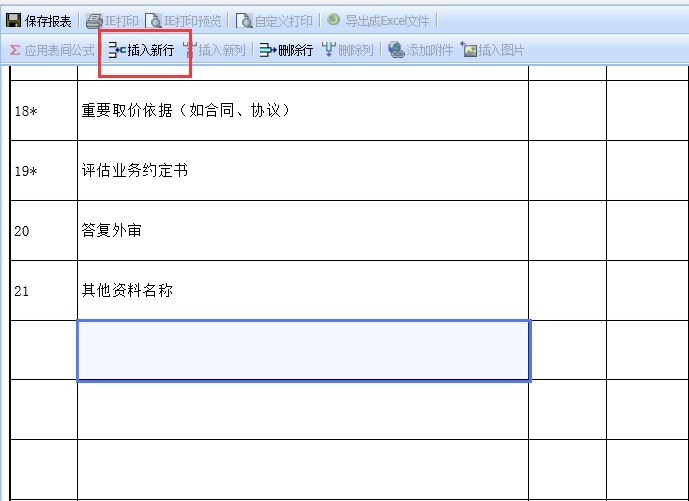 保存报表 IE打印 IE打印预览 自定义打印 导出成Excel文件
Σ 应用表间公式 插入新行 插入新列 删除行 删除列 添加附件 插入图片
18* 重要取价依据（如合同、协议）
19* 评估业务约定书
20 答复外审
21 其他资料名称